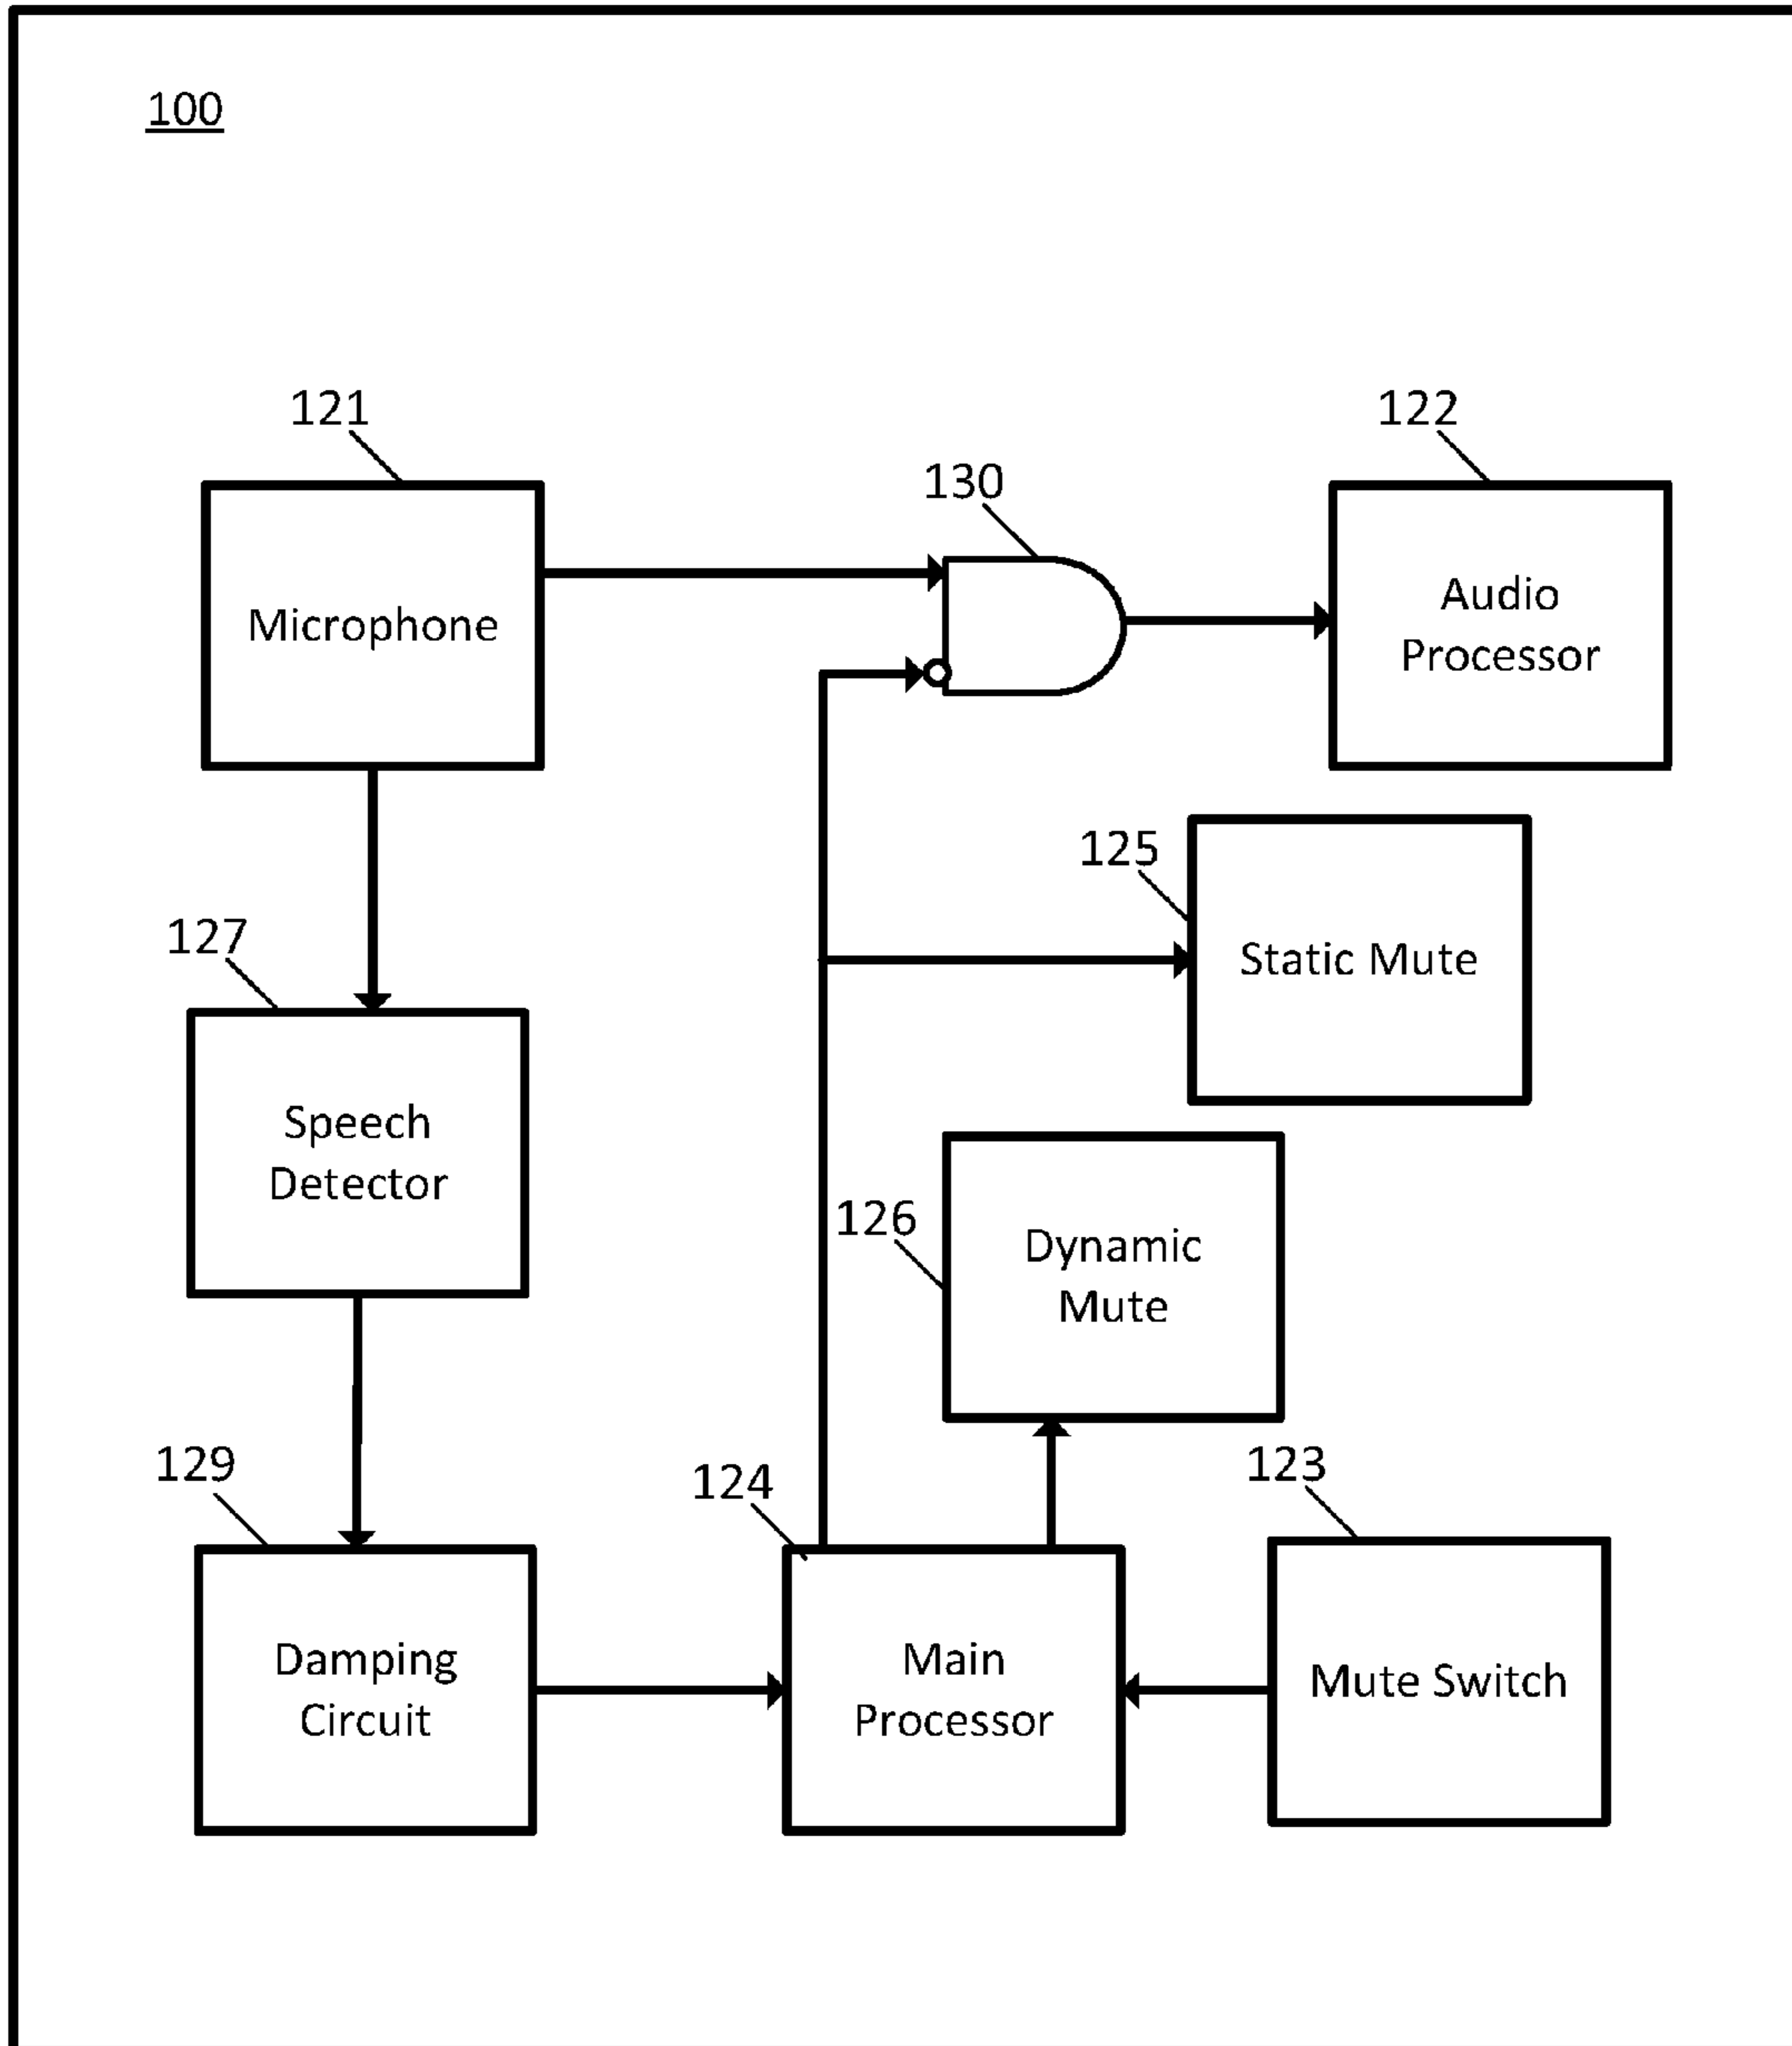 100
121
Microphone
130
122
Audio
Processor
125
Static Mute
127
Speech
Detector
126
Dynamic
Mute
129
Damping
Circuit
124
Main
Processor
123
Mute Switch